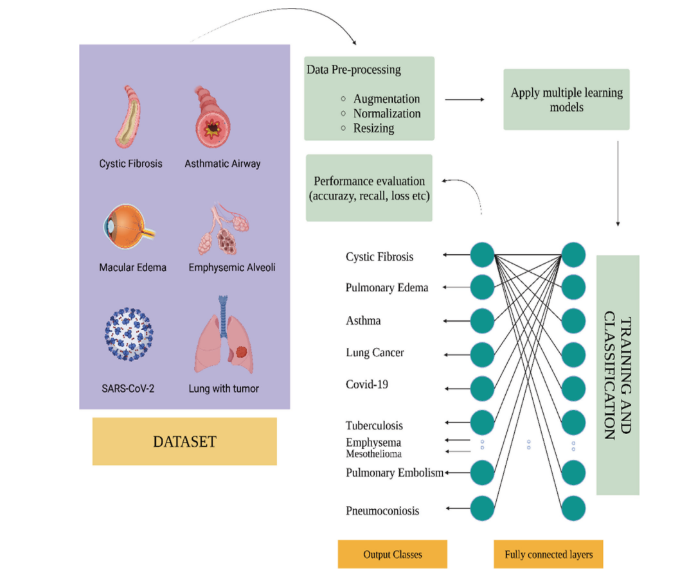 Cystic Fibrosis
Asthmatic Airway
Macular Edema
Emphysemic Alveoli
SARS-CoV-2
Lung with tumor
DATASET
Data Pre-processing
Augmentation
Normalization
Resizing
Apply multiple learning
models
Performance evaluation
(accurazy, recall, loss etc)
Cystic Fibrosis
Pulmonary Edema
Asthma
Lung Cancer
Covid-19
Tuberculosis
Emphysema
Mesothelioma
Pulmonary Embolism
Pneumoconiosis
TRAINING AND
CLASSIFICATION
Output Classes
Fully connected layers